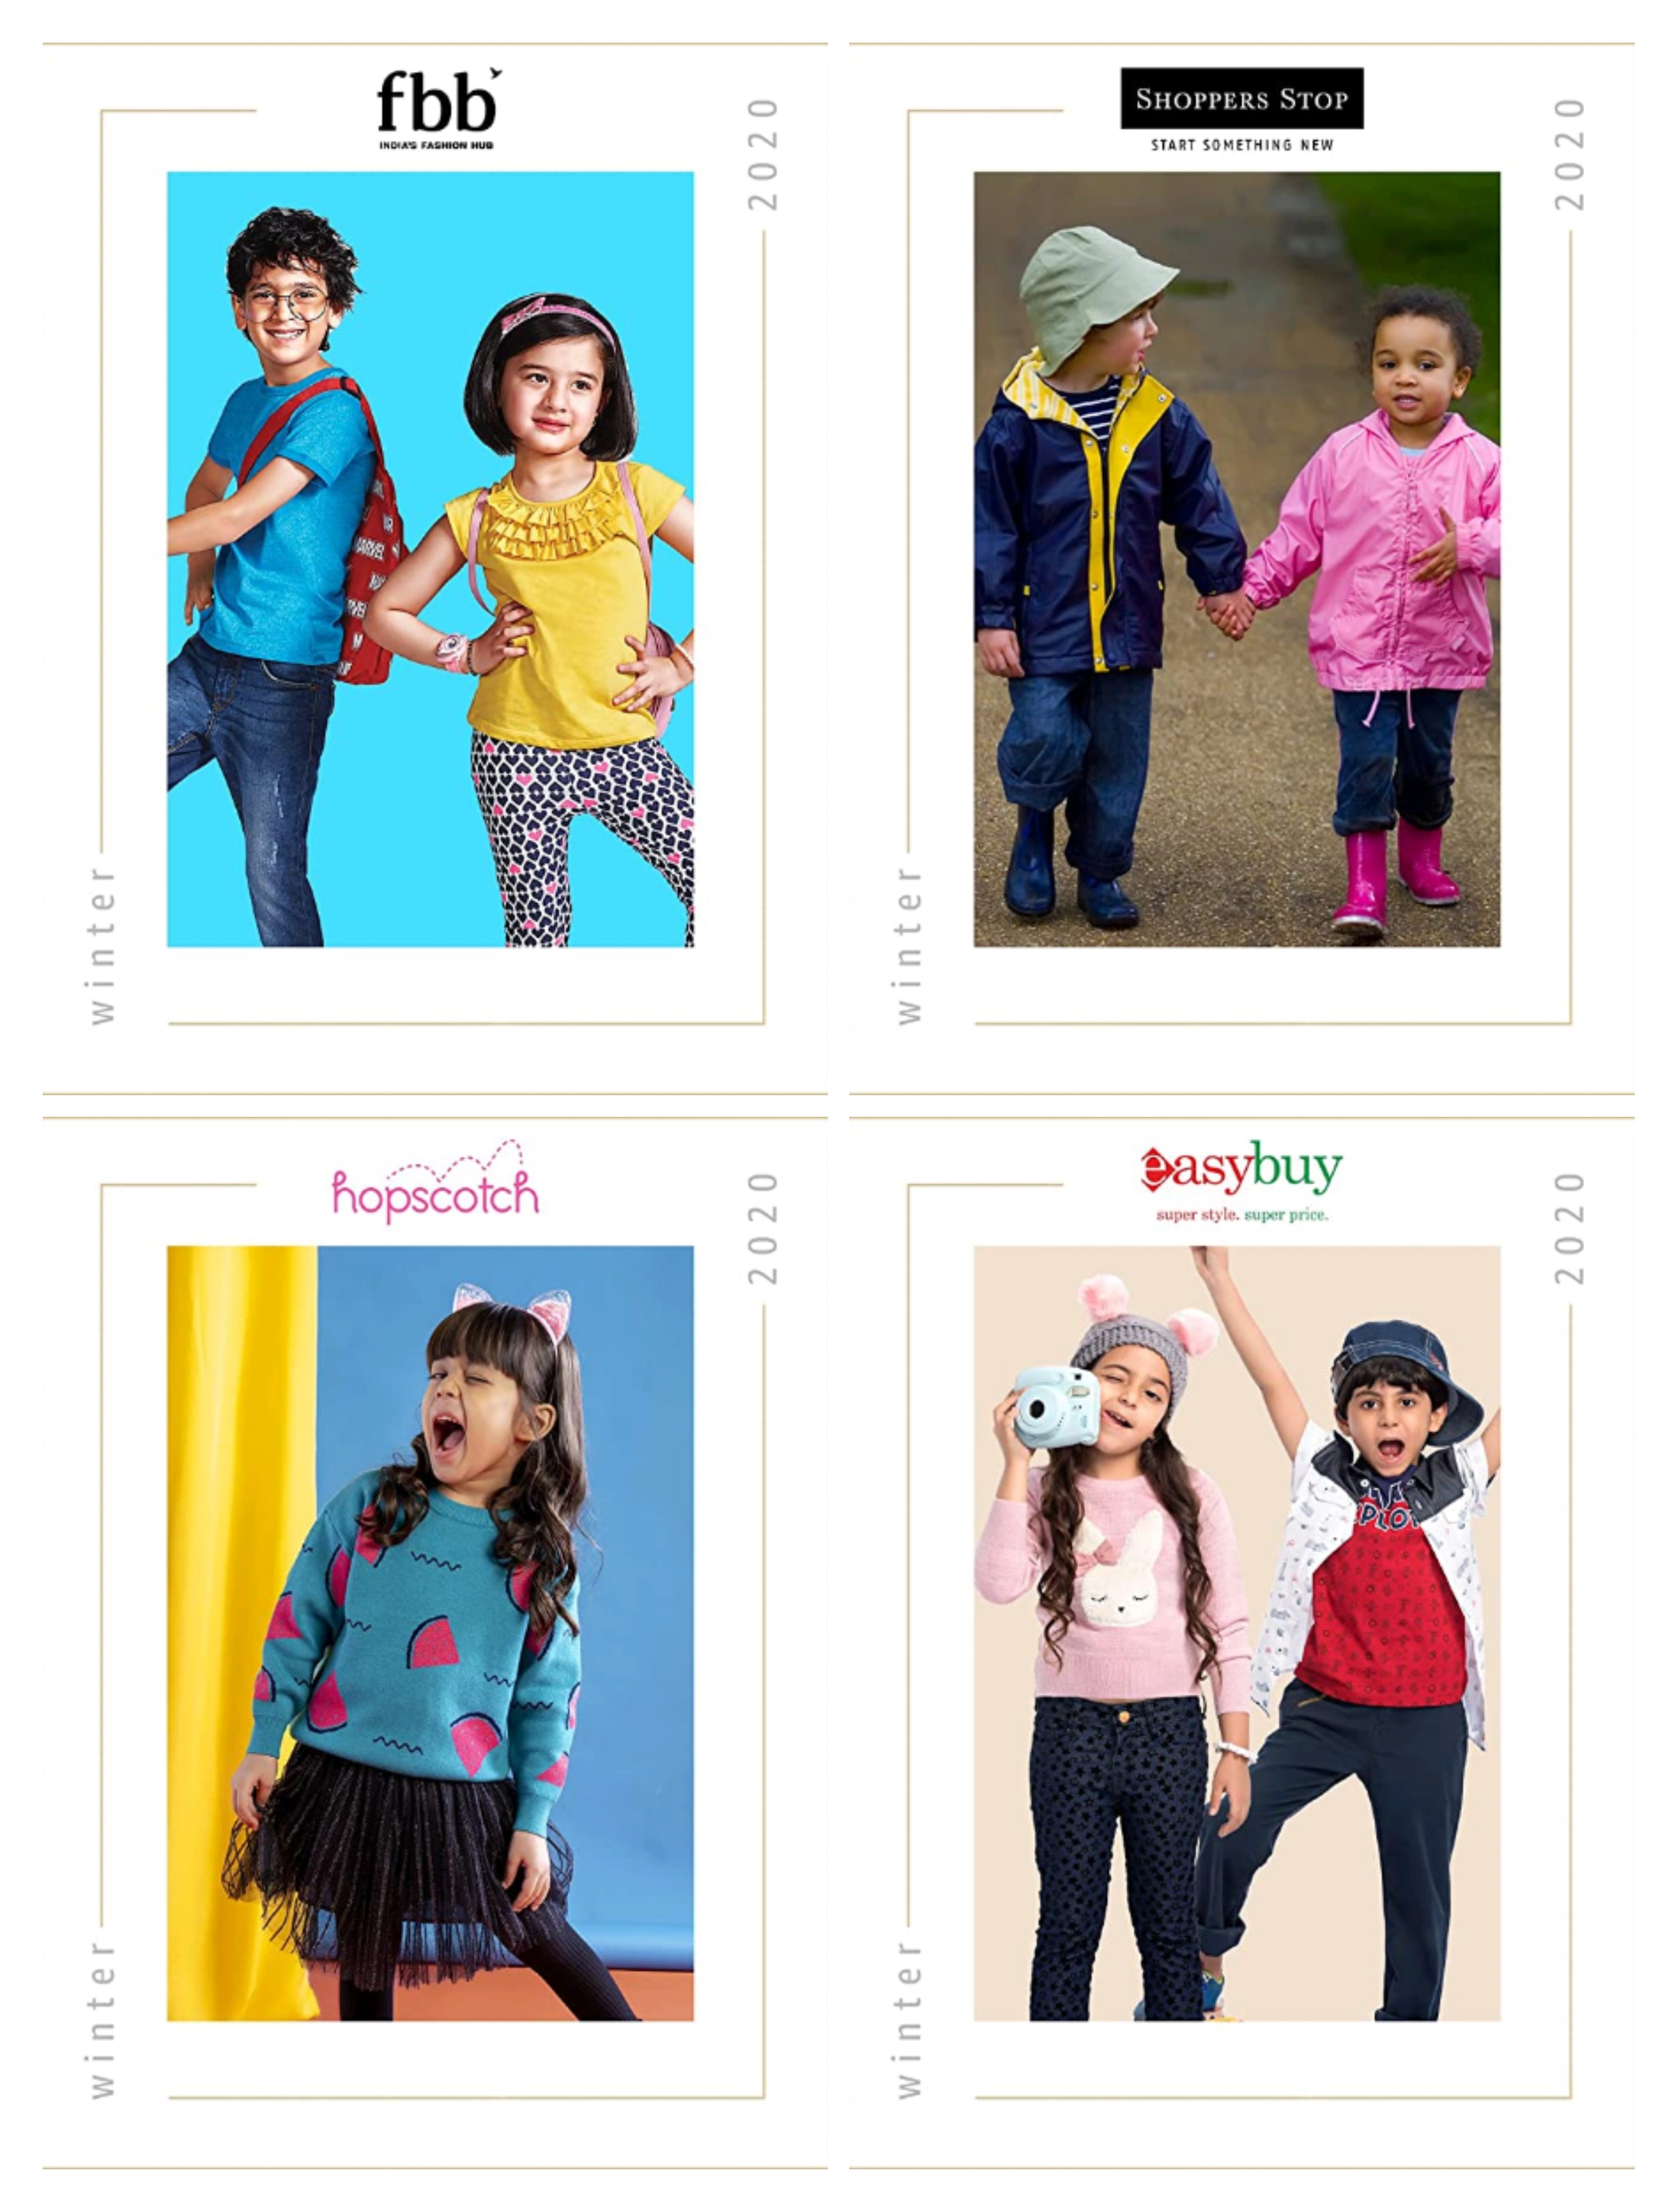 fbb
INDIA'S FASHION HUB
2020
MARVEL
winter
SHOPPERS STOP
START SOMETHING NEW
2020
winter
hopscotch
2020
winter
easybuy
super style. super price.
2020
winter